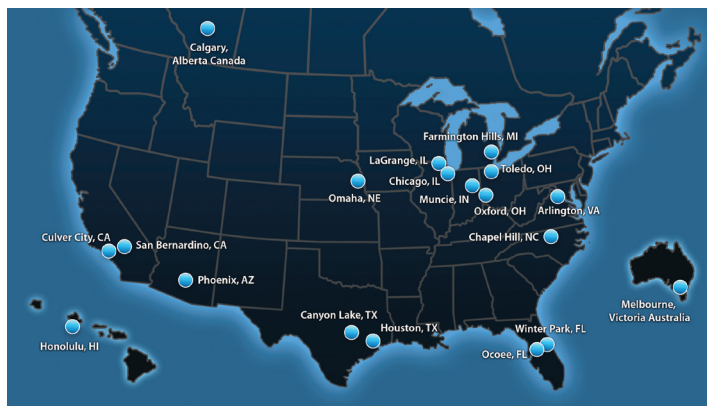 Calgary,
Alberta Canada
Farmington Hills, MI
LaGrange, IL
Toledo, OH
Chicago, IL
Omaha, NE
Muncie, IN
Oxford, OH
Arlington, VA
Culver City, CA
San Bernardino, CA
Chapel Hill, NC
Phoenix, AZ
Melbourne,
Victoria Australia
Canyon Lake, TX
Houston, TX
Winter Park, FL
Honolulu, HI
Ocoee, FL